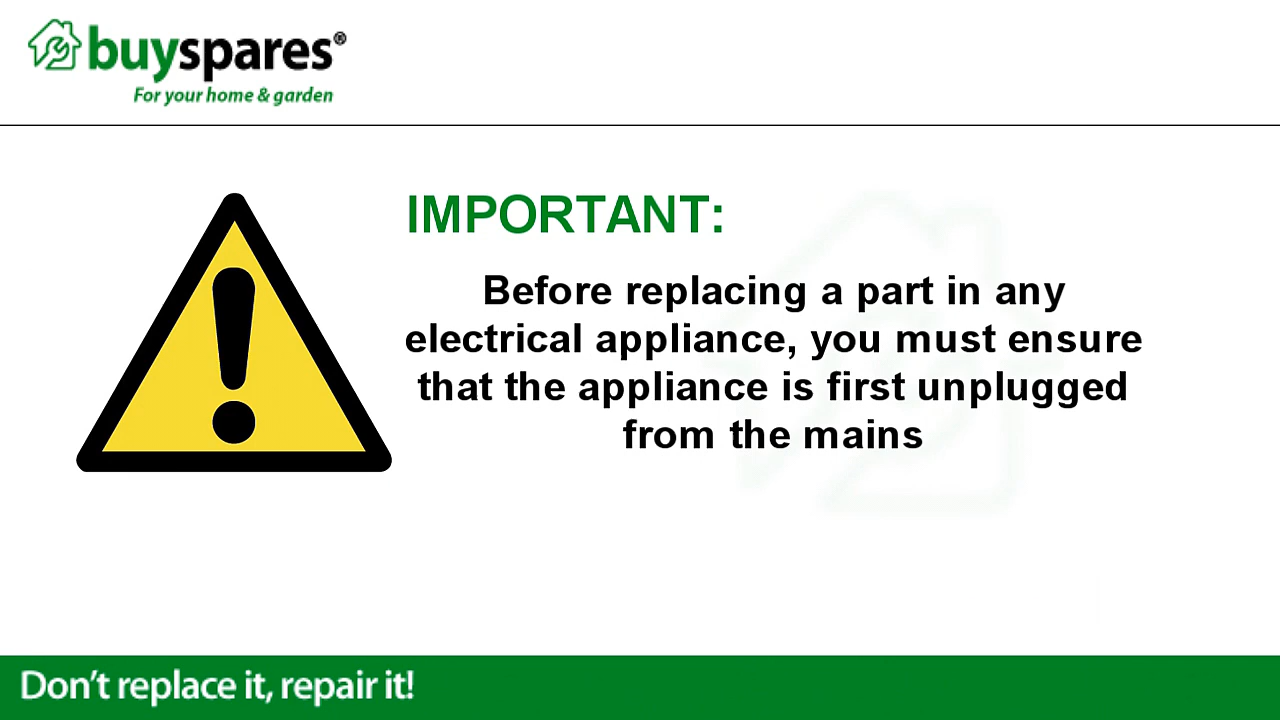 buyspares®
For your home & garden
IMPORTANT:
Before replacing a part in any
electrical appliance, you must ensure
that the appliance is first unplugged
from the mains
Don't replace it, repair it!